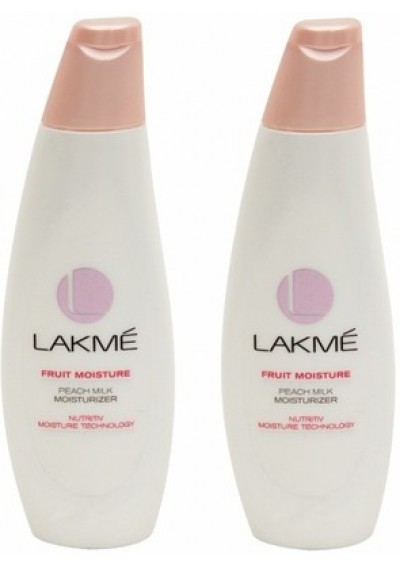 L
LAKMÉ
FRUIT MOISTURE
PEACH MILK
MOISTURIZER
NUTRITIV
MOISTURE TECHNOLOGY
L
LAKMÉ
FRUIT MOISTURE
PEACH MILK
MOISTURIZER
NUTRITIV
MOISTURE TECHNOLOGY